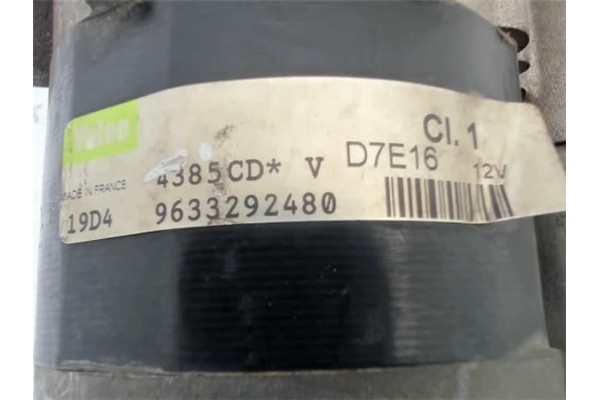 Valeo
Cl. 1
4385CD* V D7E16 12V
MADE IN FRANCE
19D4 9633292480